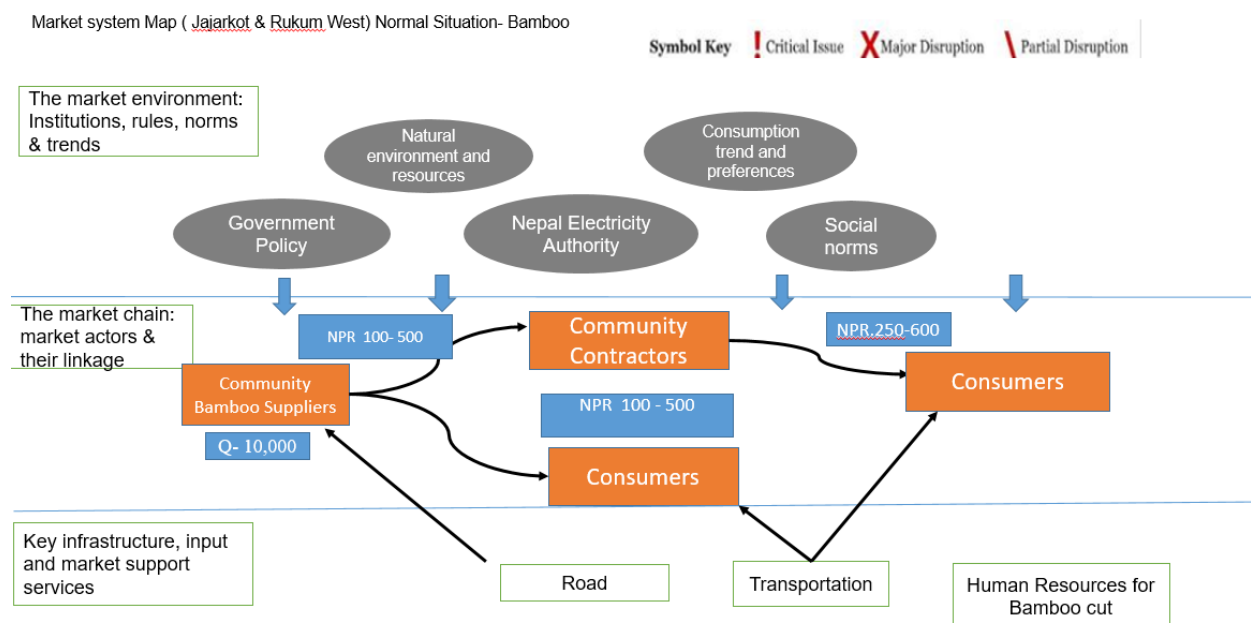 Market system Map ( Jajarkot & Rukum West) Normal Situation- Bamboo
Symbol Key ! Critical Issue X Major Disruption \ Partial Disruption
The market environment:
Institutions, rules, norms
& trends
Natural
environment and
resources
Consumption
trend and
preferences
Government
Policy
Nepal Electricity
Authority
Social
norms
The market chain:
market actors &
their linkage
NPR 100- 500
Community
Contractors
NPR.250-600
Community
Bamboo Suppliers
Consumers
NPR 100 - 500
Q- 10,000
Consumers
Key infrastructure, input
and market support
services
Road
Transportation
Human Resources for
Bamboo cut